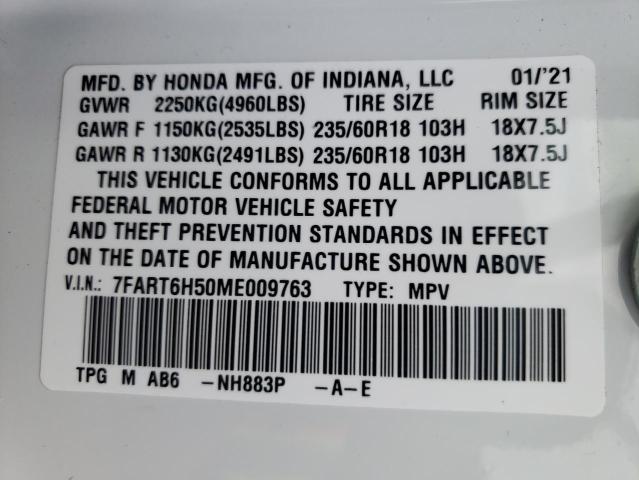 MFD. BY HONDA MFG. OF INDIANA, LLC 01/'21
GVWR 2250KG(4960LBS) TIRE SIZE RIM SIZE
GAWR F 1150KG(2535LBS) 235/60R18 103H 18X7.5J
GAWR R 1130KG(2491LBS) 235/60R18 103H 18X7.5J
THIS VEHICLE CONFORMS TO ALL APPLICABLE
FEDERAL MOTOR VEHICLE SAFETY
AND THEFT PREVENTION STANDARDS IN EFFECT
ON THE DATE OF MANUFACTURE SHOWN ABOVE.
V.I.N.: 7FART6H50ME009763 TYPE: MPV
TPG M AB6 -NH883P -A-E